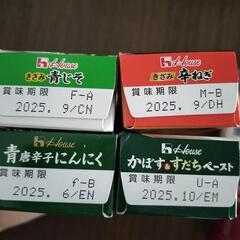 House
きざみ 青じそ
賞味期限 F-A
2025. 9/CN
House
きざみ 辛ねぎ
賞味期限 M-B
2025. 9/DH
House
青唐辛子にんにく
賞味期限 f-B
2025. 6/EN
House
かぼす&すだちペースト
賞味期限 U-A
2025.10/EM